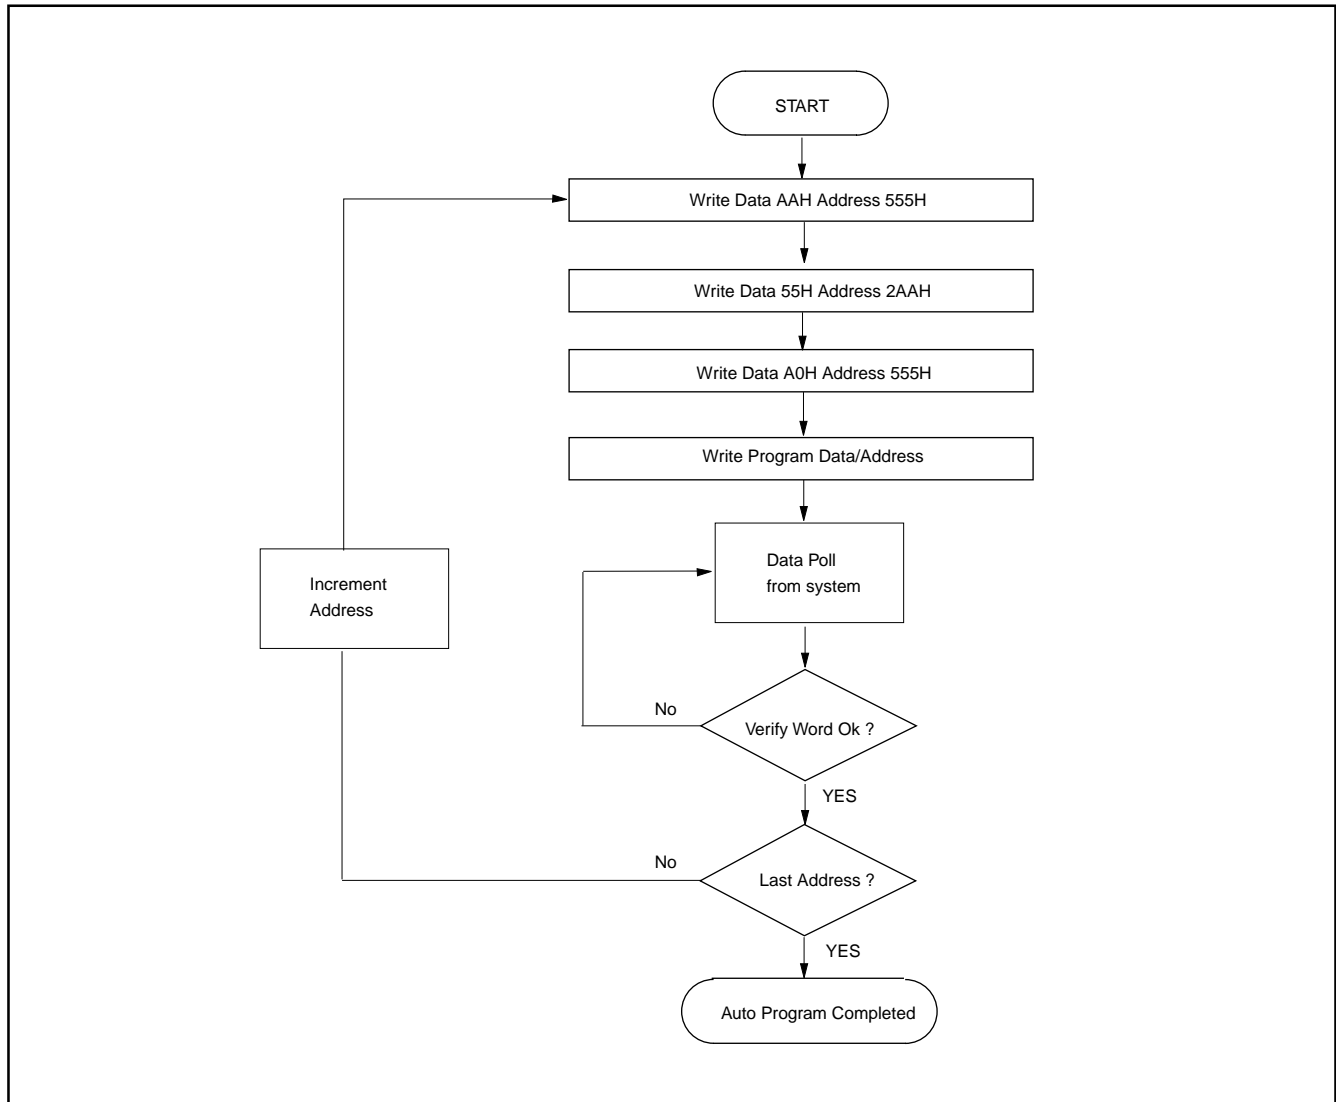 START
Write Data AAH Address 555H
Write Data 55H Address 2AAH
Write Data A0H Address 555H
Write Program Data/Address
Data Poll
from system
Increment
Address
No
Verify Word Ok ?
YES
No
Last Address ?
YES
Auto Program Completed